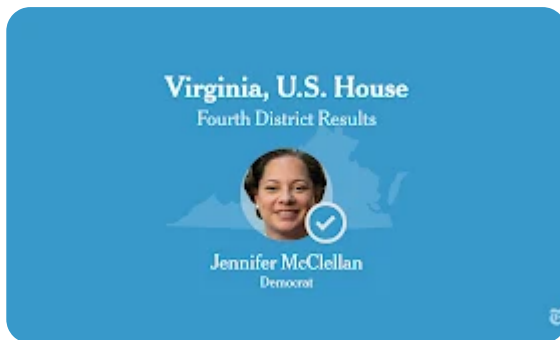 Virginia, U.S. House
Fourth District Results
Jennifer McClellan
Democrat